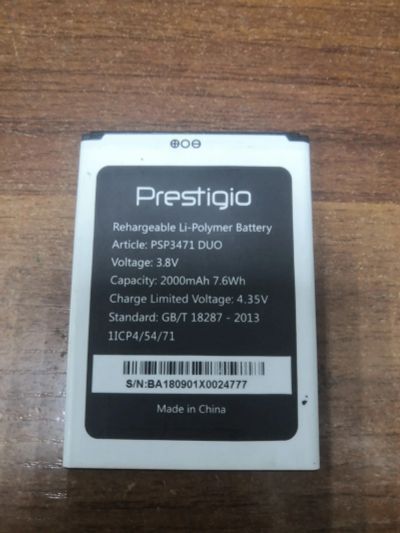 Prestigio
Rehargeable Li-Polymer Battery
Article: PSP3471 DUO
Voltage: 3.8V
Capacity: 2000mAh 7.6Wh
Charge Limited Voltage: 4.35V
Standard: GB/T 18287 - 2013
1ICP4/54/71
S/N:BA180901X0024777
Made in China